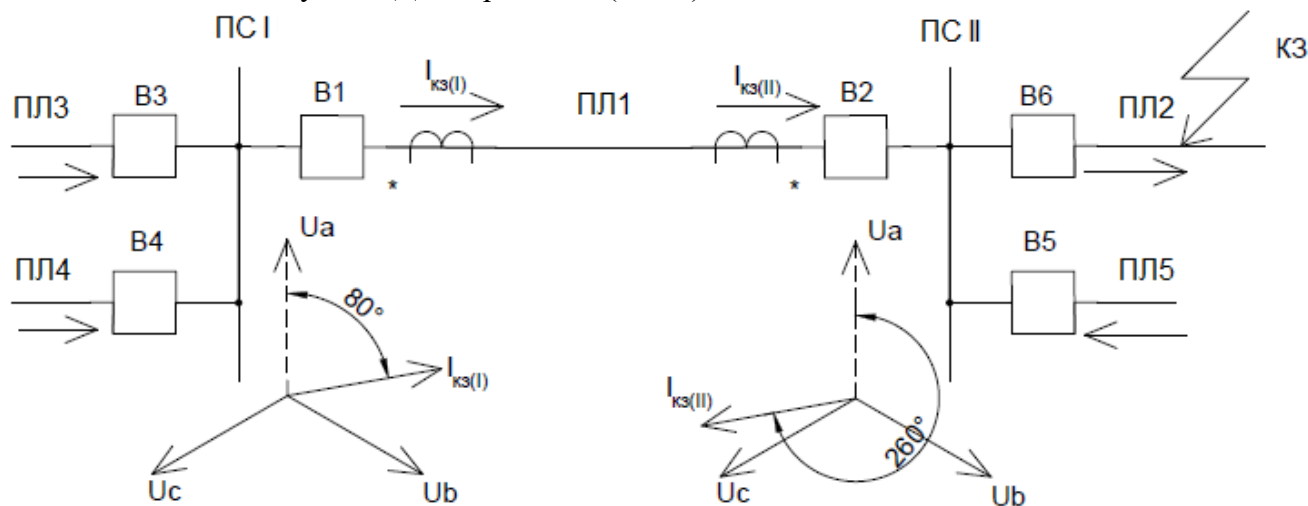 ПС I
ПС II
КЗ
ПЛ3
В3
В1
Iкз(I)
ПЛ1
Iкз(II)
В2
В6
ПЛ2
*
*
ПЛ4
В4
Ua
Ua
В5
ПЛ5
80°
Iкз(I)
Iкз(II)
260°
Uc
Ub
Uc
Ub